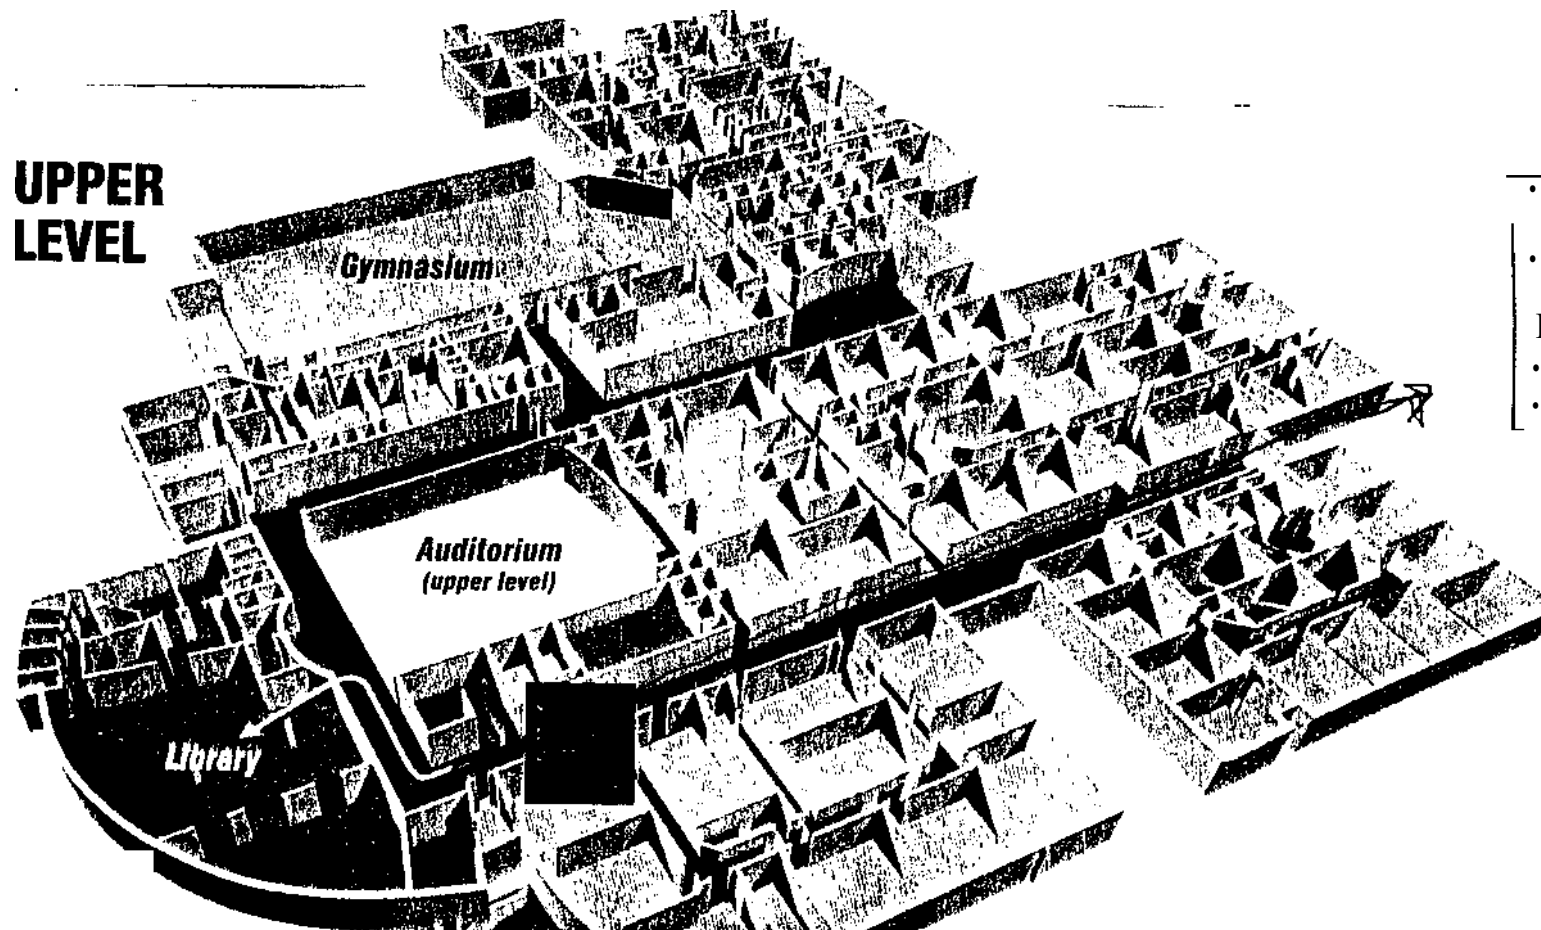 UPPER
LEVEL
Gymnasium
Auditorium
(upper level)
Library